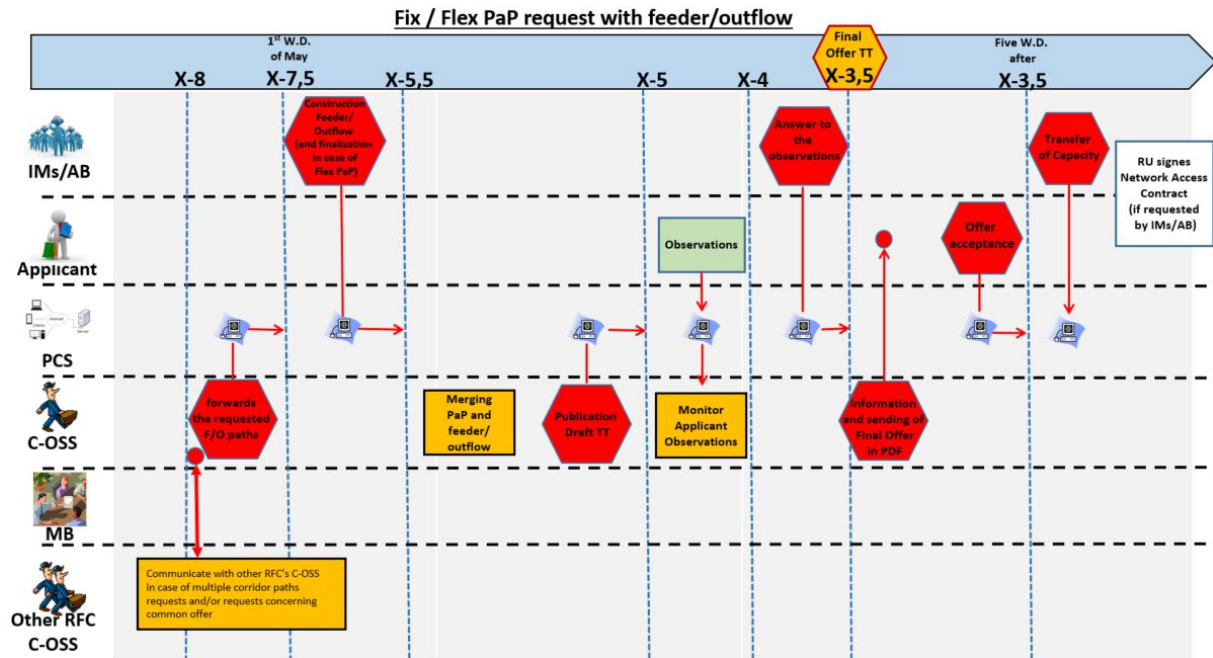 Fix / Flex PaP request with feeder/outflow
1st W.D.
of May
X-8
X-7,5
X-5,5
X-5
X-4
Final
Offer TT
X-3,5
Five W.D.
after
X-3,5
IMs/AB
Construction
Feeder/
Outflow
(and finalization
in case of
Flex PaP)
Answer to
the
observations
Transfer
of Capacity
RU signes
Network Access
Contract
(if requested
by IMs/AB)
Applicant
Observations
Offer
acceptance
PCS
C-OSS
forwards
the requested
F/O paths
Merging
PaP and
feeder/
outflow
Publication
Draft TT
Monitor
Applicant
Observations
Information
and sending of
Final Offer
in PDF
MB
Other RFC
C-OSS
Communicate with other RFC's C-OSS
in case of multiple corridor paths
requests and/or requests concerning
common offer